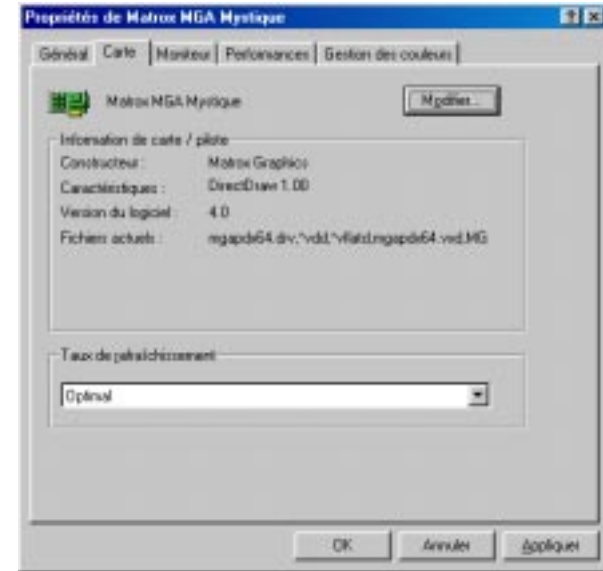 Propriétés de Matrox MGA Mystique
Général Carte Moniteur Performances Gestion des couleurs
Matrox MGA Mystique Modifier...
Information de carte / pilote
Constructeur : Matrox Graphics
Caractéristiques : DirectDraw 1.00
Version du logiciel : 4.0
Fichiers actuels : mgapdx64.drv,*vdd,*vflatd,mgapdx64.vxd,MG
Taux de rafraîchissement
Optimal
OK Annuler Appliquer